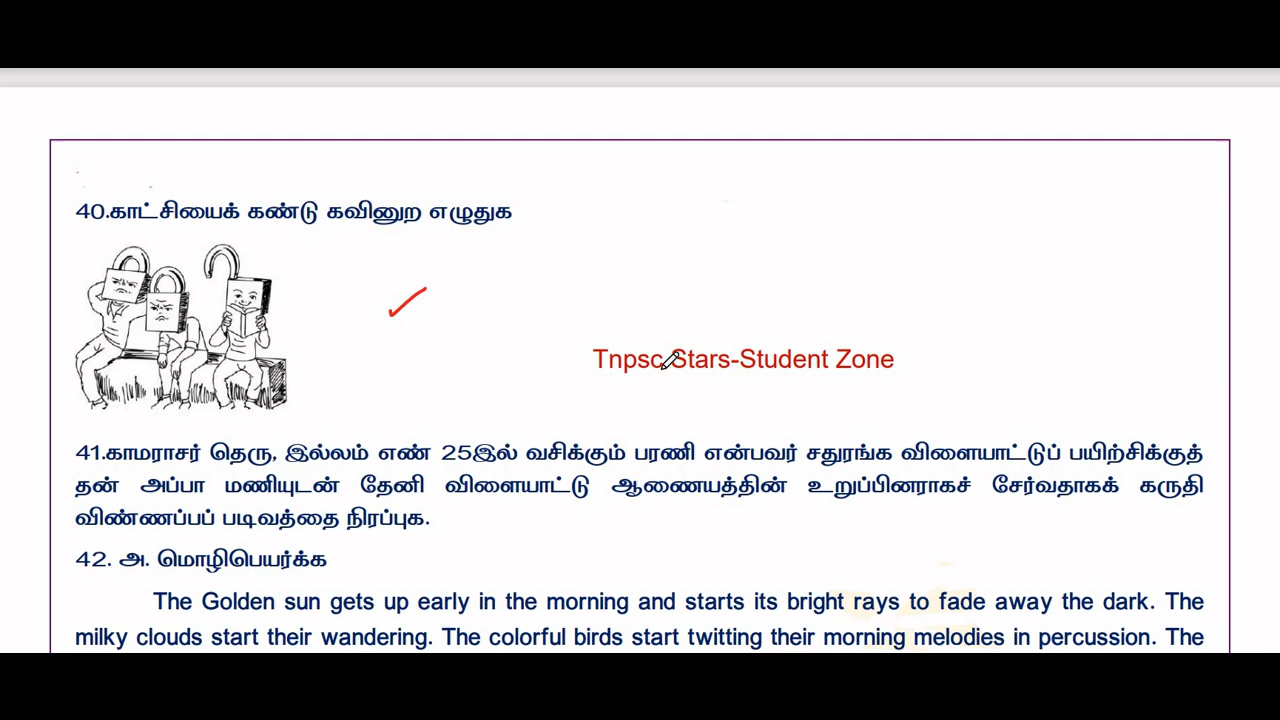 40.காட்சியைக் கண்டு கவினுற எழுதுக
Tnpsc Stars-Student Zone
41.காமராசர் தெரு, இல்லம் எண் 25இல் வசிக்கும் பரணி என்பவர் சதுரங்க விளையாட்டுப் பயிற்சிக்குத்
தன் அப்பா மணியுடன் தேனி விளையாட்டு ஆணையத்தின் உறுப்பினராகச் சேர்வதாகக் கருதி
விண்ணப்பப் படிவத்தை நிரப்புக.
42. அ. மொழிபெயர்க்க
The Golden sun gets up early in the morning and starts its bright rays to fade away the dark. The
milky clouds start their wandering. The colorful birds start twitting their morning melodies in percussion. The